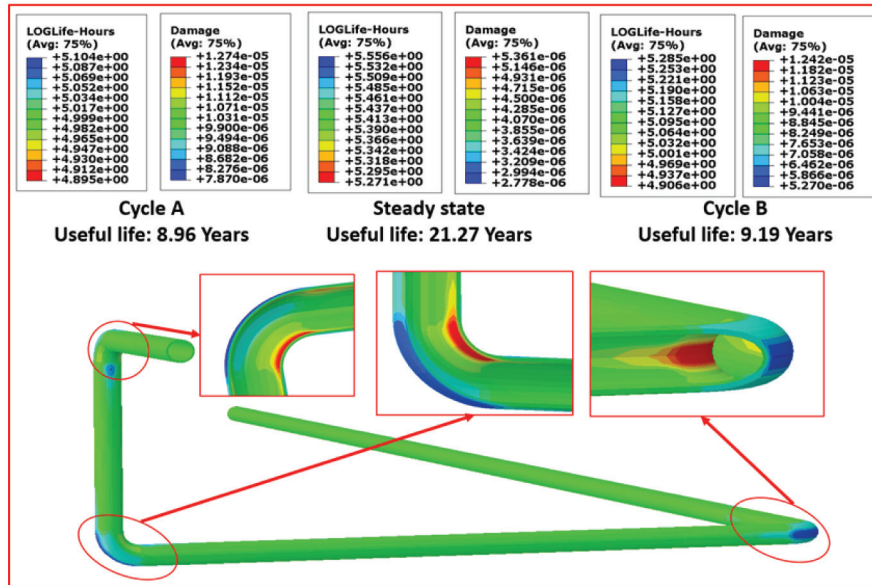 LOGLife-Hours
(Avg: 75%)
+5.104e+00
+5.087e+00
+5.069e+00
+5.052e+00
+5.034e+00
+5.017e+00
+4.999e+00
+4.982e+00
+4.965e+00
+4.947e+00
+4.930e+00
+4.912e+00
+4.895e+00
Damage
(Avg: 75%)
+1.274e-05
+1.234e-05
+1.193e-05
+1.152e-05
+1.112e-05
+1.071e-05
+1.031e-05
+9.900e-06
+9.494e-06
+9.088e-06
+8.682e-06
+8.276e-06
+7.870e-06
Cycle A
Useful life: 8.96 Years
LOGLife-Hours
(Avg: 75%)
+5.556e+00
+5.532e+00
+5.509e+00
+5.485e+00
+5.461e+00
+5.437e+00
+5.413e+00
+5.390e+00
+5.366e+00
+5.342e+00
+5.318e+00
+5.295e+00
+5.271e+00
Damage
(Avg: 75%)
+5.361e-06
+5.146e-06
+4.931e-06
+4.715e-06
+4.500e-06
+4.285e-06
+4.070e-06
+3.855e-06
+3.639e-06
+3.424e-06
+3.209e-06
+2.994e-06
+2.778e-06
Steady state
Useful life: 21.27 Years
LOGLife-Hours
(Avg: 75%)
+5.285e+00
+5.253e+00
+5.221e+00
+5.190e+00
+5.158e+00
+5.127e+00
+5.095e+00
+5.064e+00
+5.032e+00
+5.001e+00
+4.969e+00
+4.937e+00
+4.906e+00
Damage
(Avg: 75%)
+1.242e-05
+1.182e-05
+1.123e-05
+1.063e-05
+1.004e-05
+9.441e-06
+8.845e-06
+8.249e-06
+7.653e-06
+7.058e-06
+6.462e-06
+5.866e-06
+5.270e-06
Cycle B
Useful life: 9.19 Years